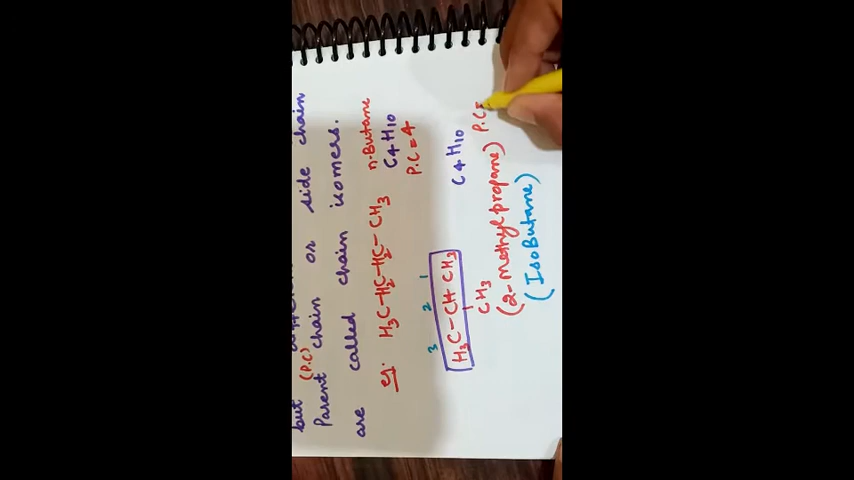 but
(P.C)
Parent chain or side chain
are called chain isomers.
eg. H3C-H2C-H2C-CH3 n-Butane
C4H10
P.C = 4
3 2 1
H3C-CH-CH3 C4H10
CH3
(2-Methyl propane) P.C=
(IsoButane)